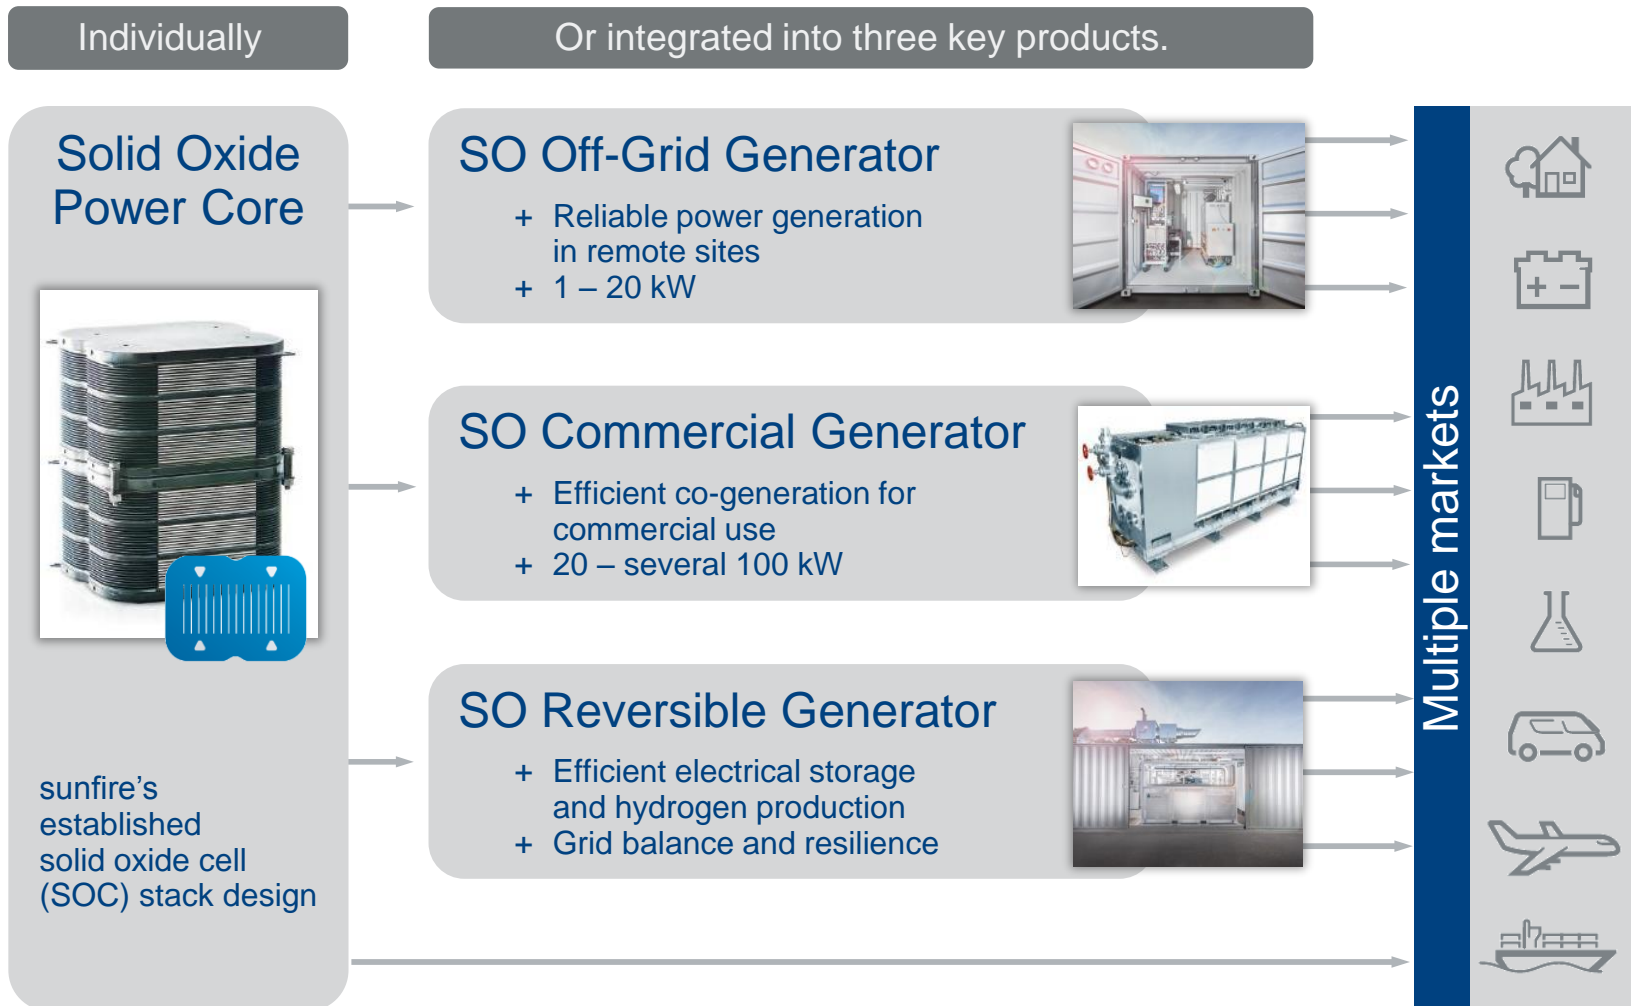 Individually
Or integrated into three key products.
Solid Oxide
Power Core
sunfire’s
established
solid oxide cell
(SOC) stack design
SO Off-Grid Generator
+ Reliable power generation
in remote sites
+ 1 – 20 kW
SO Commercial Generator
+ Efficient co-generation for
commercial use
+ 20 – several 100 kW
SO Reversible Generator
+ Efficient electrical storage
and hydrogen production
+ Grid balance and resilience
Multiple markets